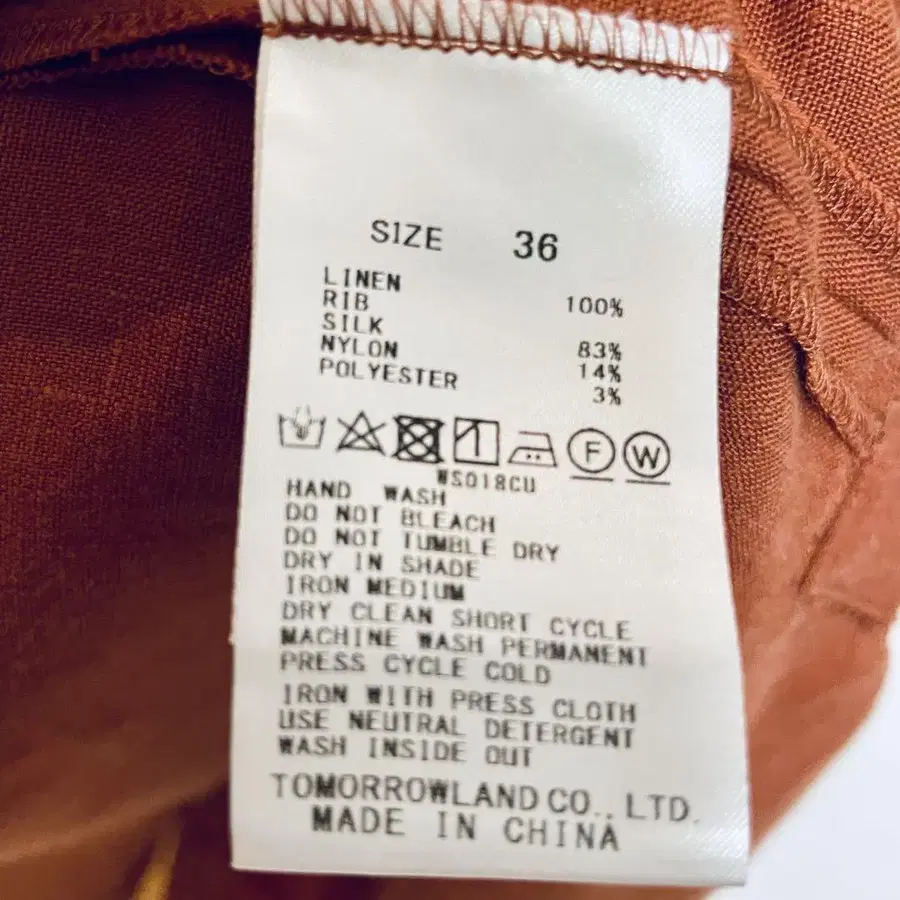 SIZE 36
LINEN 100%
RIB
SILK 83%
NYLON 14%
POLYESTER 3%
F W
WS018CU
HAND WASH
DO NOT BLEACH
DO NOT TUMBLE DRY
DRY IN SHADE
IRON MEDIUM
DRY CLEAN SHORT CYCLE
MACHINE WASH PERMANENT
PRESS CYCLE COLD
IRON WITH PRESS CLOTH
USE NEUTRAL DETERGENT
WASH INSIDE OUT
TOMORROWLAND CO., LTD.
MADE IN CHINA